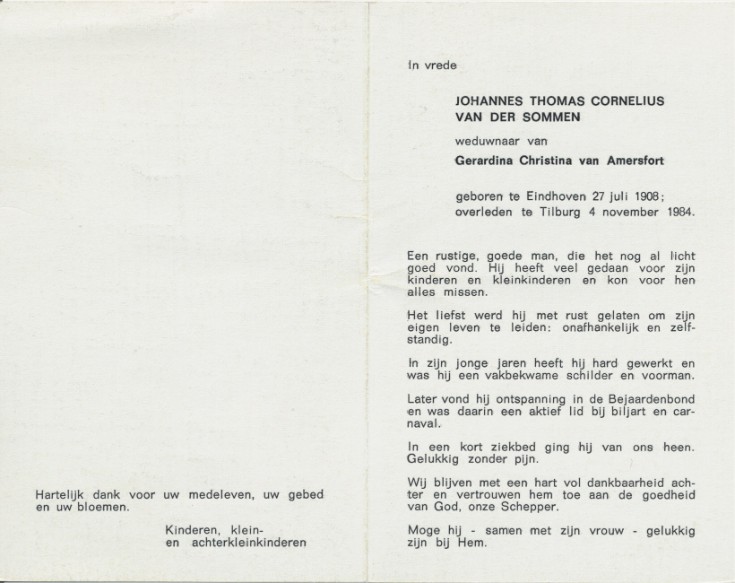 In vrede
JOHANNES THOMAS CORNELIUS
VAN DER SOMMEN
weduwnaar van
Gerardina Christina van Amersfort
geboren te Eindhoven 27 juli 1908;
overleden te Tilburg 4 november 1984.
Een rustige, goede man, die het nog al licht
goed vond. Hij heeft veel gedaan voor zijn
kinderen en kleinkinderen en kon voor hen
alles missen.
Het liefst werd hij met rust gelaten om zijn
eigen leven te leiden: onafhankelijk en zelf-
standig.
In zijn jonge jaren heeft hij hard gewerkt en
was hij een vakbekwame schilder en voorman.
Later vond hij ontspanning in de Bejaardenbond
en was daarin een aktief lid bij biljart en car-
naval.
In een kort ziekbed ging hij van ons heen.
Gelukkig zonder pijn.
Wij blijven met een hart vol dankbaarheid ach-
ter en vertrouwen hem toe aan de goedheid
van God, onze Schepper.
Moge hij - samen met zijn vrouw - gelukkig
zijn bij Hem.
Hartelijk dank voor uw medeleven, uw gebed
en uw bloemen.
Kinderen, klein-
en achterkleinkinderen